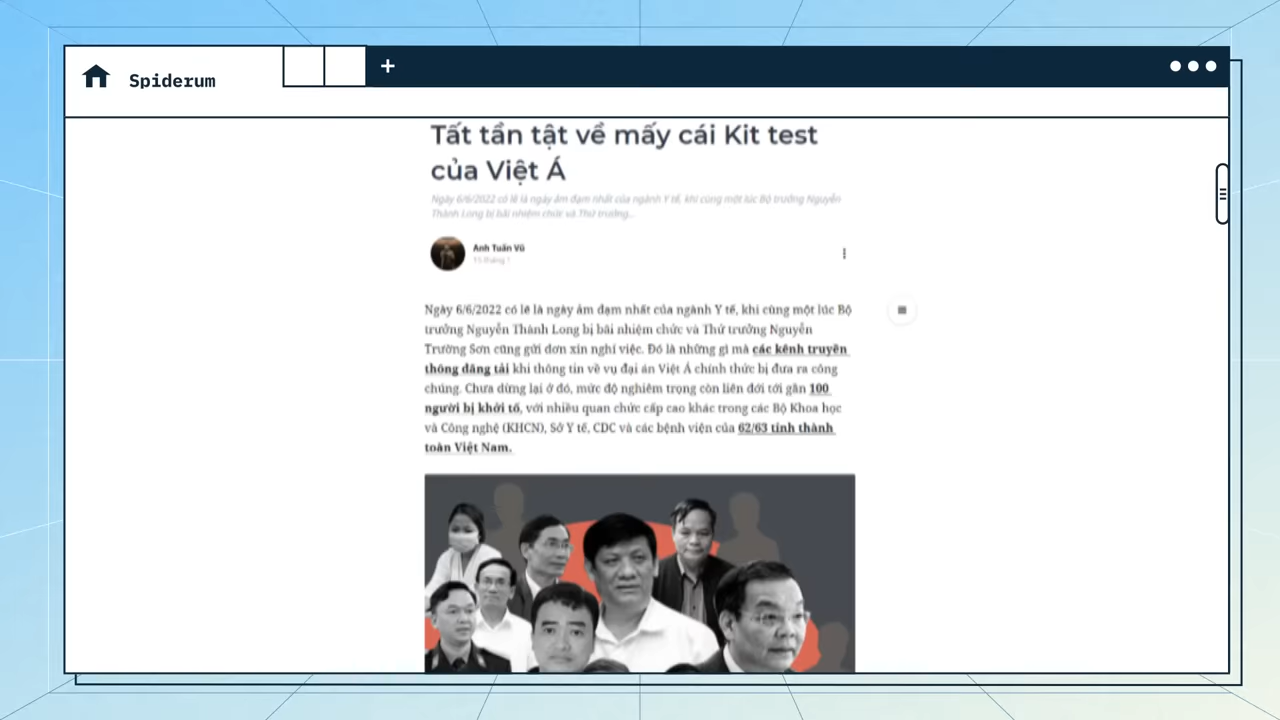 Spiderum
Tất tần tật về mấy cái Kit test
của Việt Á
Ngày 6/6/2022 có lẽ là ngày ảm đạm nhất của ngành Y tế, khi cùng một lúc Bộ trưởng Nguyễn
Thành Long bị bãi nhiệm chức và Thứ trưởng...
Anh Tuấn Vũ
15 tháng 1
Ngày 6/6/2022 có lẽ là ngày ảm đạm nhất của ngành Y tế, khi cùng một lúc Bộ
trưởng Nguyễn Thành Long bị bãi nhiệm chức và Thứ trưởng Nguyễn
Trường Sơn cũng gửi đơn xin nghỉ việc. Đó là những gì mà các kênh truyền
thông đăng tải khi thông tin về vụ đại án Việt Á chính thức bị đưa ra công
chúng. Chưa dừng lại ở đó, mức độ nghiêm trọng còn liên đới tới gần 100
người bị khởi tố, với nhiều quan chức cấp cao khác trong các Bộ Khoa học
và Công nghệ (KHCN), Sở Y tế, CDC và các bệnh viện của 62/63 tỉnh thành
toàn Việt Nam.